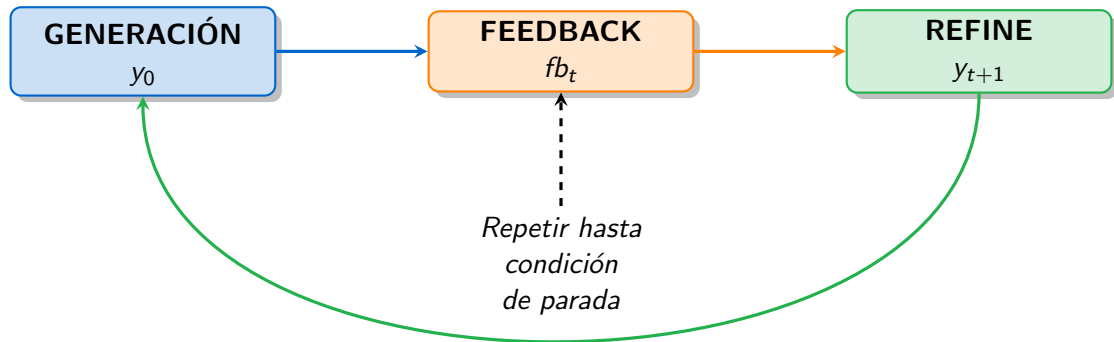 GENERACIÓN
y₀
FEEDBACK
fbₜ
REFINE
yₜ₊₁
Repetir hasta
condición
de parada